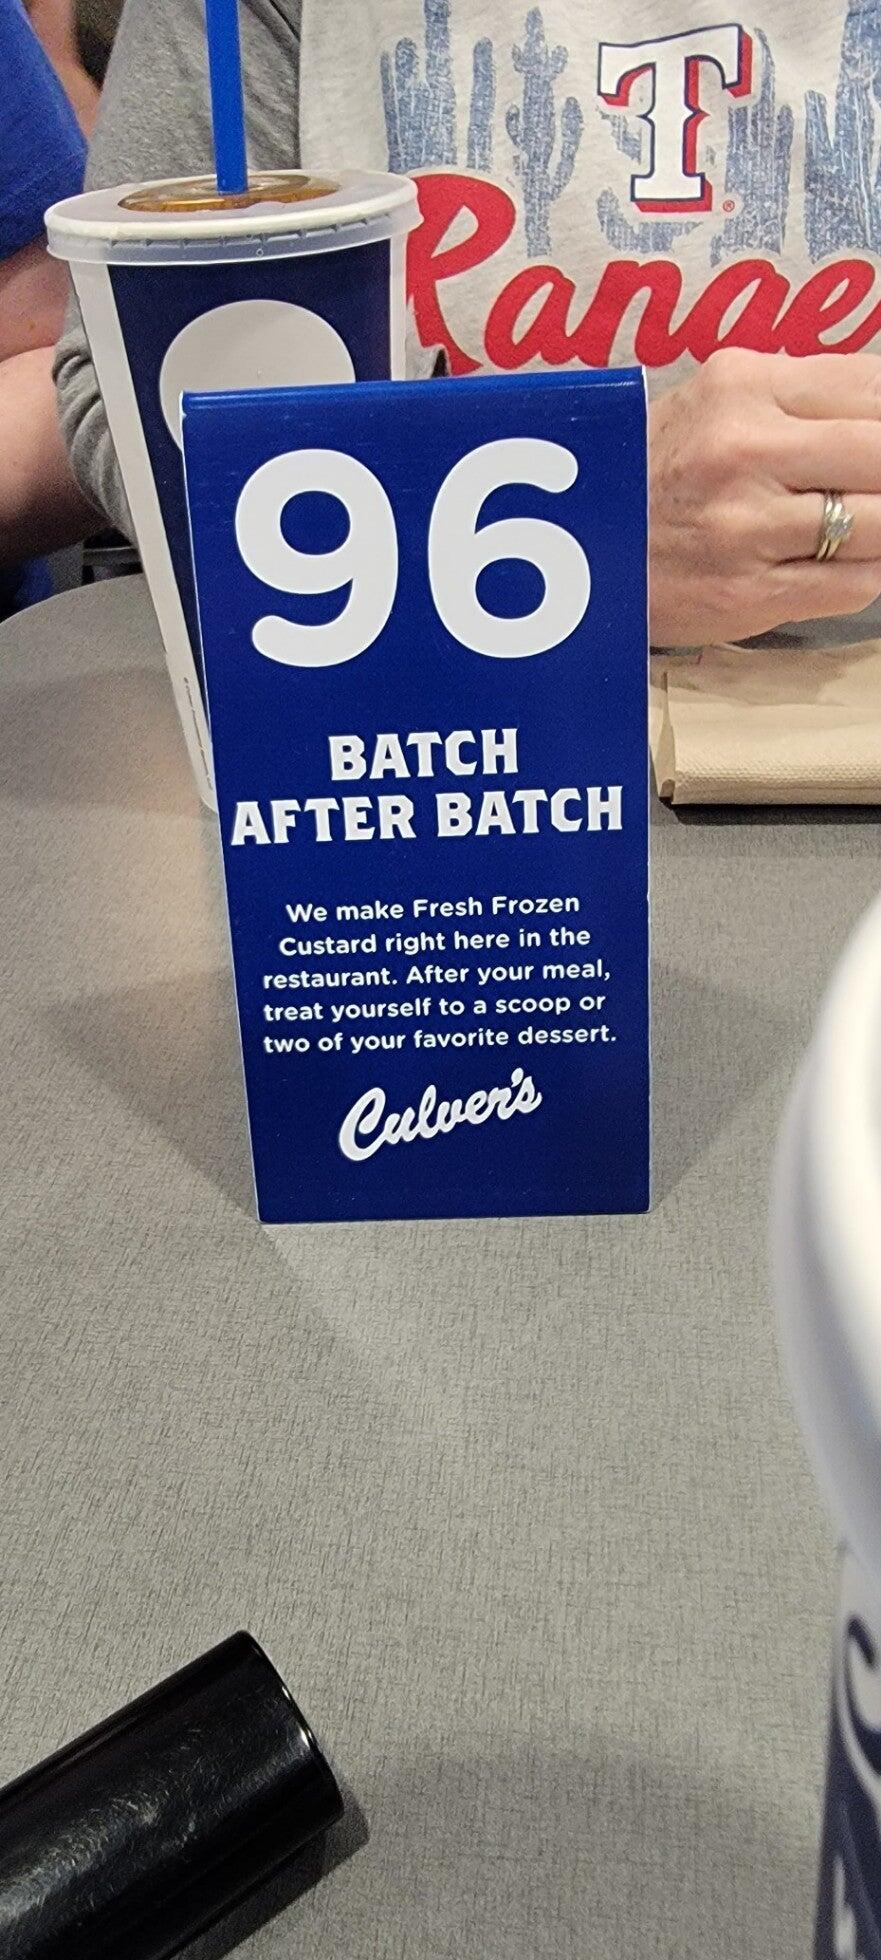 T
Range
96
BATCH
AFTER BATCH
We make Fresh Frozen
Custard right here in the
restaurant. After your meal,
treat yourself to a scoop or
two of your favorite dessert.
Culver's